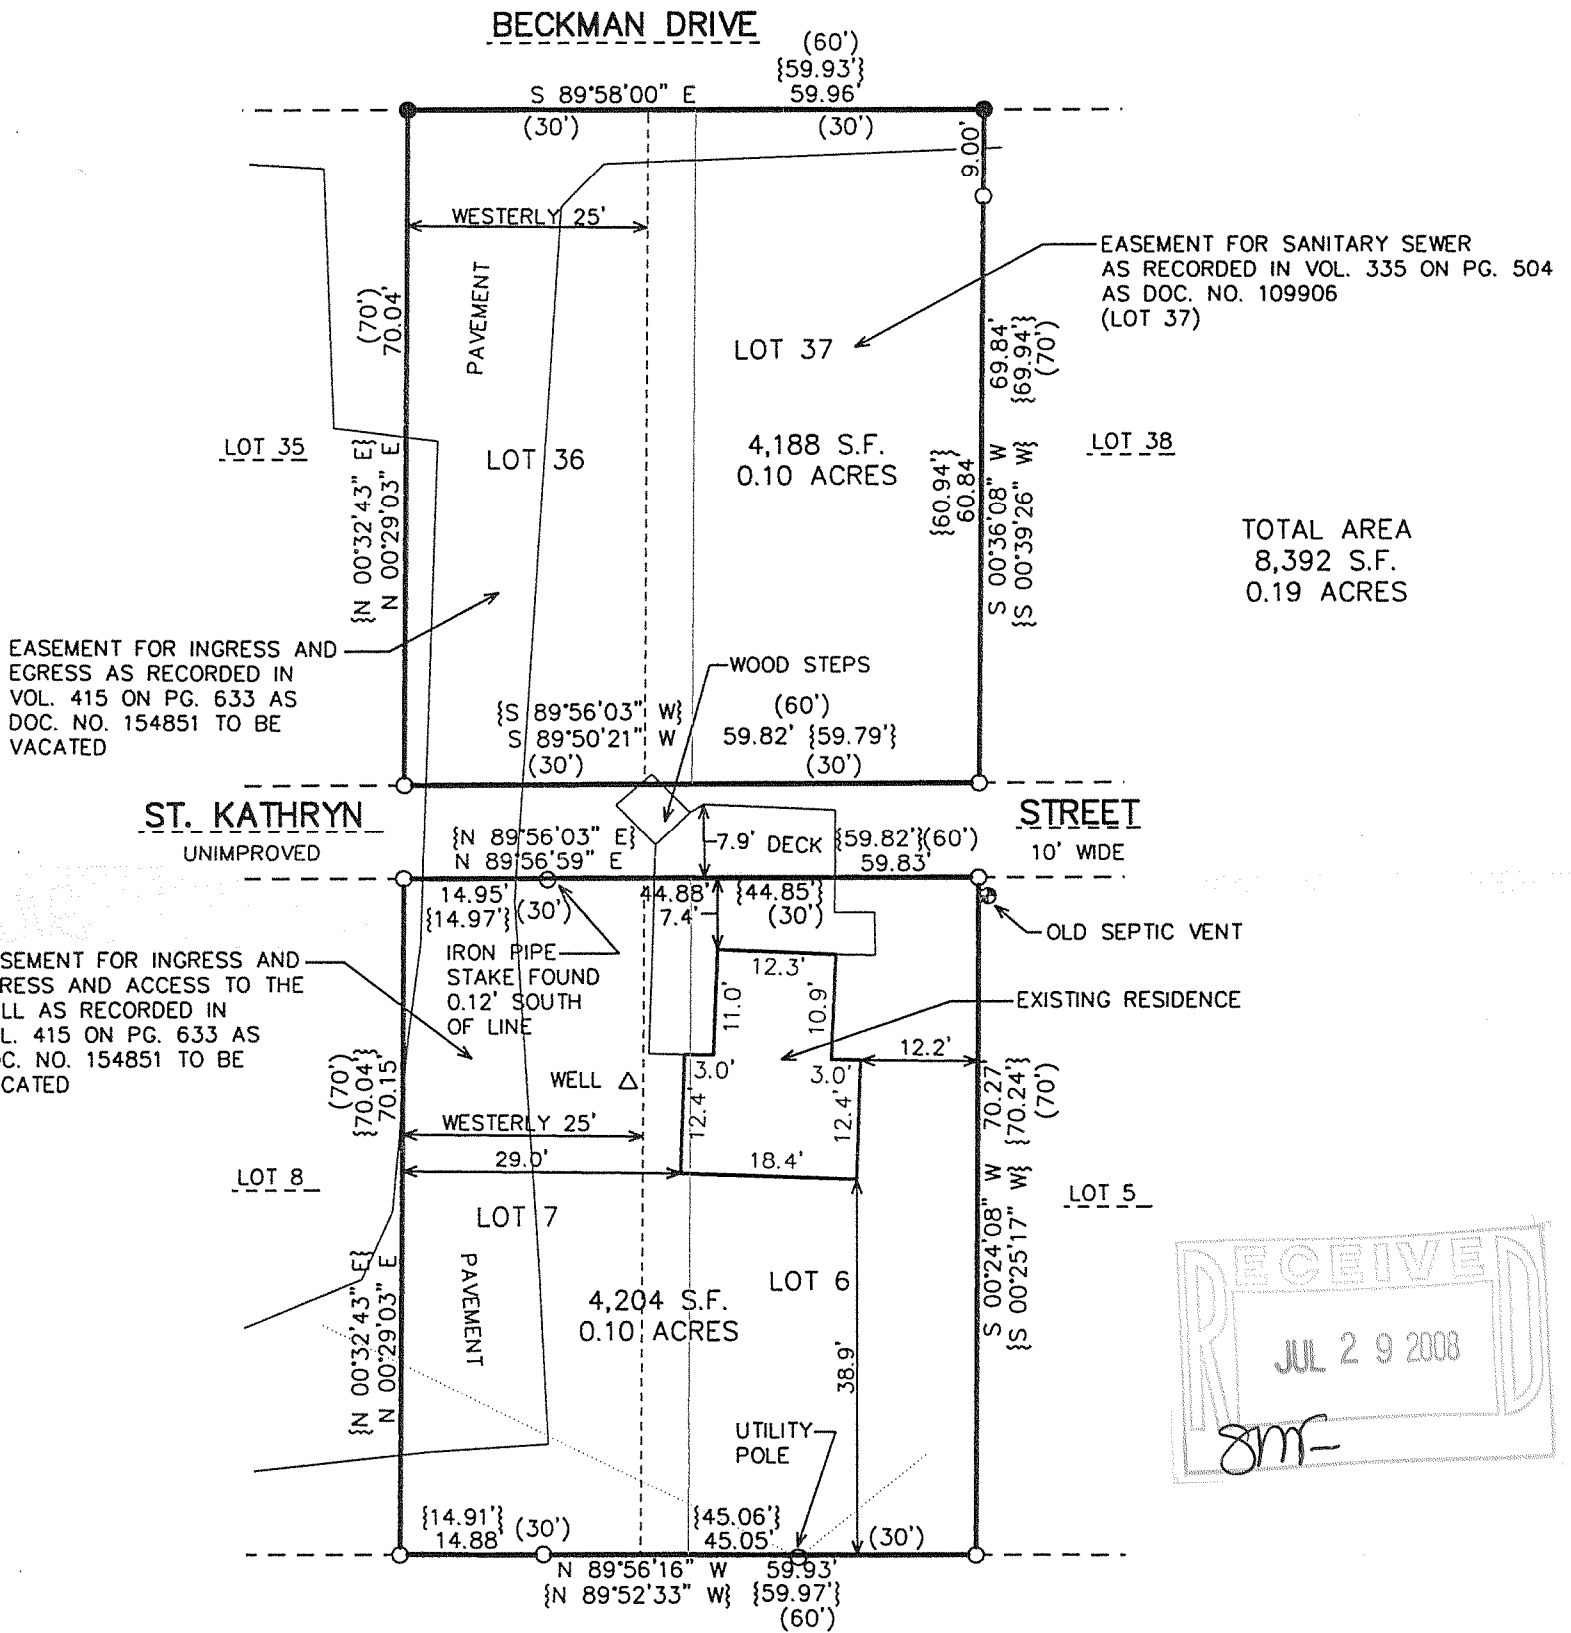 BECKMAN DRIVE
(60')
{59.93'}
S 89°58'00" E 59.96'
(30') (30')
9.00'
WESTERLY 25'
PAVEMENT
EASEMENT FOR SANITARY SEWER
AS RECORDED IN VOL. 335 ON PG. 504
AS DOC. NO. 109906
(LOT 37)
(70')
70.04'
LOT 37
69.84'
{69.94'}
(70')
LOT 35
LOT 36
4,188 S.F.
0.10 ACRES
LOT 38
{N 00°32'43" E}
N 00°29'03" E
{60.94'}
60.84
S 00°36'08" W
{S 00°39'26" W}
TOTAL AREA
8,392 S.F.
0.19 ACRES
EASEMENT FOR INGRESS AND
EGRESS AS RECORDED IN
VOL. 415 ON PG. 633 AS
DOC. NO. 154851 TO BE
VACATED
WOOD STEPS
{S 89°56'03" W} (60')
S 89°50'21" W 59.82' {59.79'}
(30') (30')
ST. KATHRYN STREET
UNIMPROVED 10' WIDE
{N 89°56'03" E} 7.9' DECK {59.82'}(60')
N 89°56'59" E 59.83'
14.95' 44.88' {44.85'}
{14.97'} (30') 7.4' (30')
OLD SEPTIC VENT
IRON PIPE
STAKE FOUND
0.12' SOUTH
OF LINE
12.3'
11.0'
10.9'
EXISTING RESIDENCE
SEMENT FOR INGRESS AND
RESS AND ACCESS TO THE
LL AS RECORDED IN
L. 415 ON PG. 633 AS
C. NO. 154851 TO BE
CATED
12.2'
3.0' 3.0'
WELL
(70')
{70.04'}
70.15'
12.4'
12.4'
70.27
{70.24'}
(70')
WESTERLY 25'
29.0' 18.4'
LOT 8
LOT 5
LOT 7
PAVEMENT
LOT 6
4,204 S.F.
0.10 ACRES
{N 00°32'43" E}
N 00°29'03" E
S 00°24'08" W
{S 00°25'17" W}
38.9'
RECEIVED
JUL 29 2008
UTILITY
POLE
{14.91'} {45.06'}
14.88 (30') 45.05' (30')
N 89°56'16" W 59.93'
{N 89°52'33" W} {59.97'}
(60')